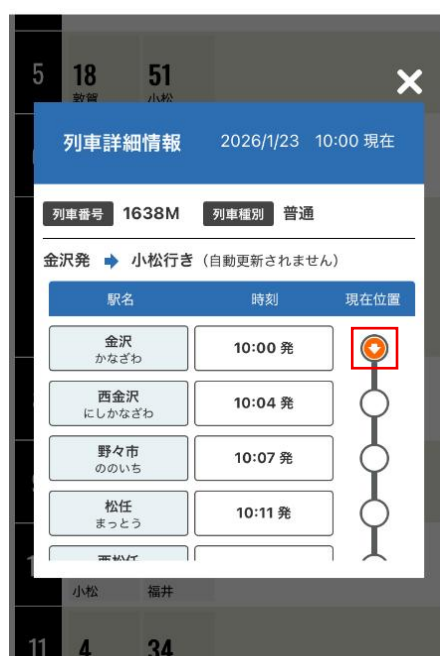 5 18 51
敦賀 小松
×
列車詳細情報 2026/1/23 10:00 現在
列車番号 1638M 列車種別 普通
金沢発 ➡ 小松行き（自動更新されません）
駅名 時刻 現在位置
金沢 10:00 発
かなざわ
西金沢 10:04 発
にしかなざわ
野々市 10:07 発
ののいち
松任 10:11 発
まっとう
西松任
小松 福井
11 4 34